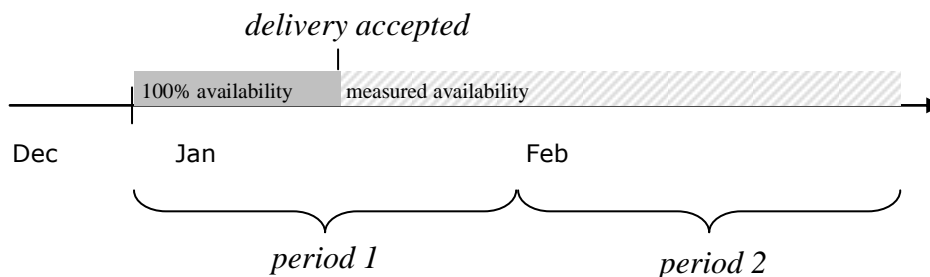 delivery accepted
100% availability measured availability
Dec Jan Feb
period 1 period 2